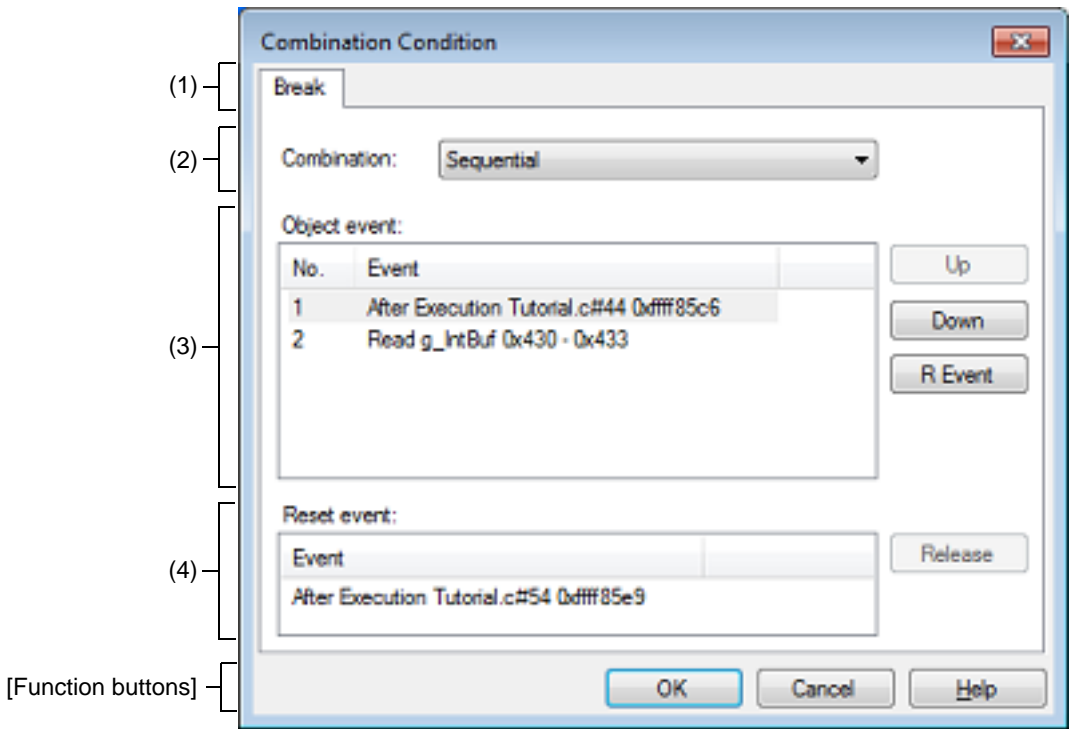 Combination Condition
(1)
Break
(2)
Combination: Sequential
Object event:
No. Event
Up
1 After Execution Tutorial.c#44 0xffff85c6
Down
2 Read g_IntBuf 0x430 - 0x433
(3)
R Event
Reset event:
Event
Release
(4)
After Execution Tutorial.c#54 0xffff85e9
[Function buttons]
OK Cancel Help